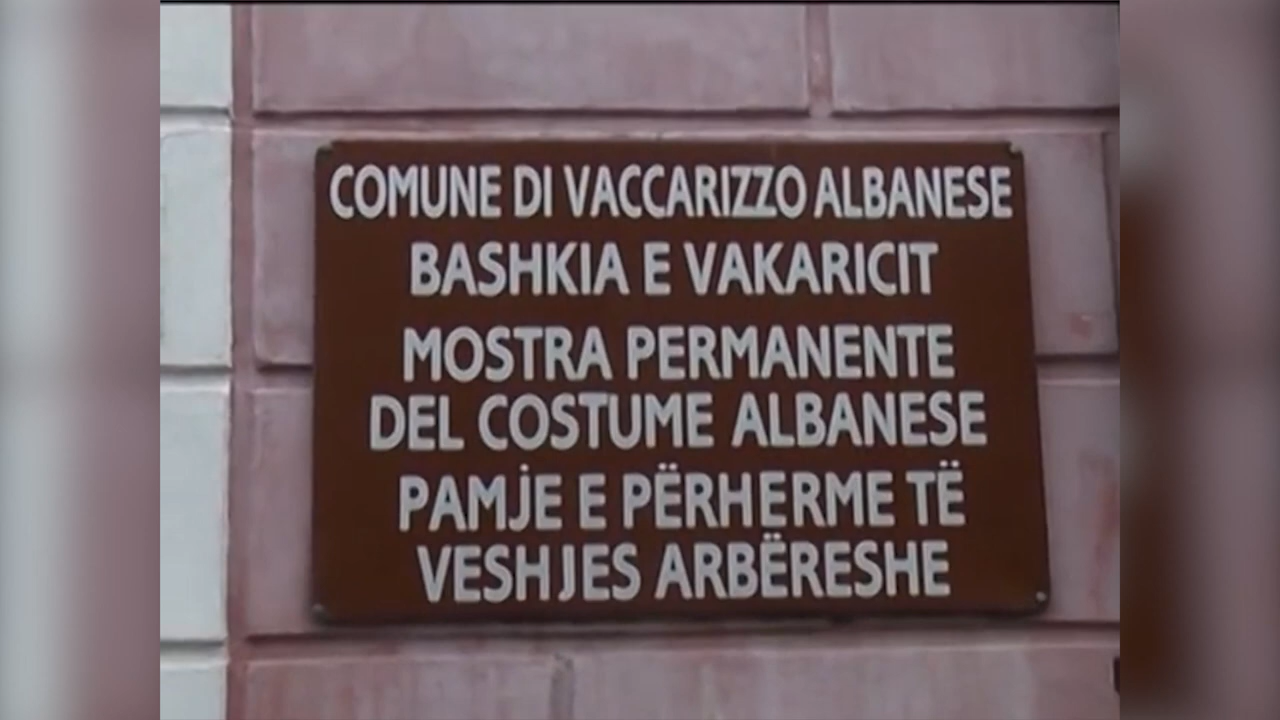 COMUNE DI VACCARIZZO ALBANESE
BASHKIA E VAKARICIT
MOSTRA PERMANENTE
DEL COSTUME ALBANESE
PAMJE E PËRHERME TË
VESHJES ARBËRESHE